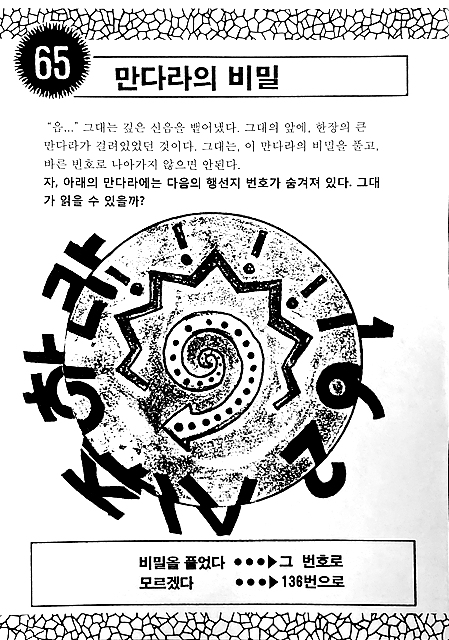 65
만다라의 비밀
"음..." 그대는 깊은 신음을 뱉어냈다. 그대의 앞에, 한장의 큰
만다라가 걸려있었던 것이다. 그대는, 이 만다라의 비밀을 풀고,
바른 번호로 나아가지 않으면 안된다.
자, 아래의 만다라에는 다음의 행선지 번호가 숨겨져 있다. 그대
가 읽을 수 있을까?
하라
비밀을 풀었다 ●●●▶그 번호로
모르겠다 ●●●▶136번으로